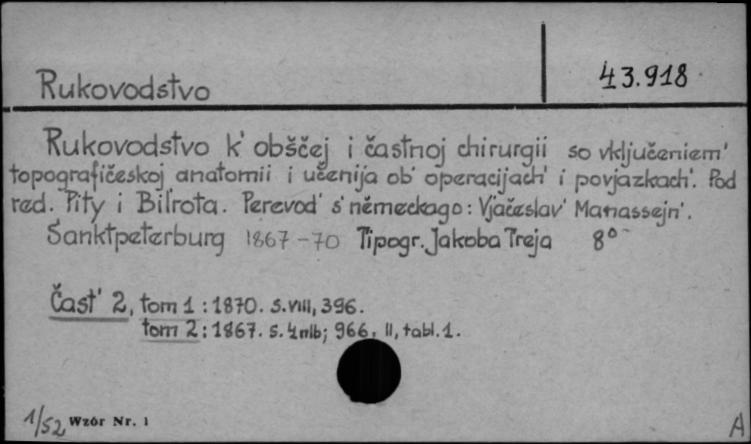 Rukovodstvo
43.918
Rukovodstvo k' obščej i častnoj chirurgii so vključeniem'
topografičeskoj anatomii i učenija ob' operacijach' i povjazkach'. Pod
red. Pity i Bil'rota. Perevod' s' německago: Vjačeslav' Manassejn'.
Sanktpeterburg 1867-70 Tipogr. Jakoba Treja 8°
Čast' 2, tom 1 : 1870. s. VIII, 396.
tom 2 : 1867. s. 4nlb; 966, II, tabl. 1.
1/52 Wzór Nr. 1
A